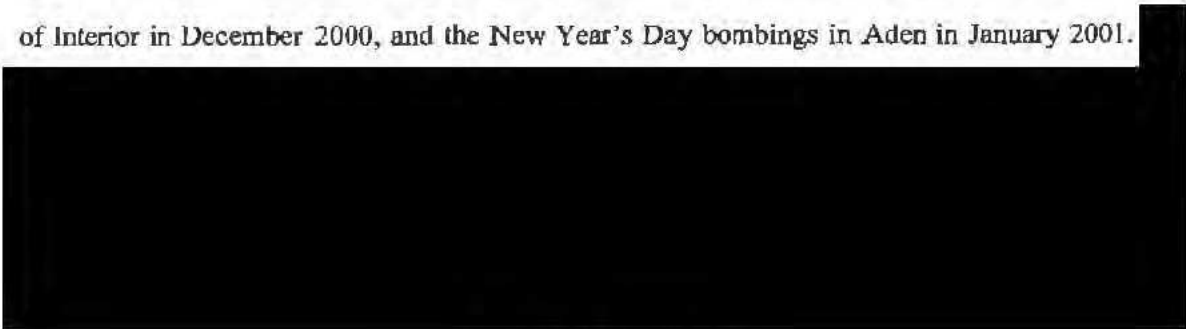 of Interior in December 2000, and the New Year's Day bombings in Aden in January 2001.